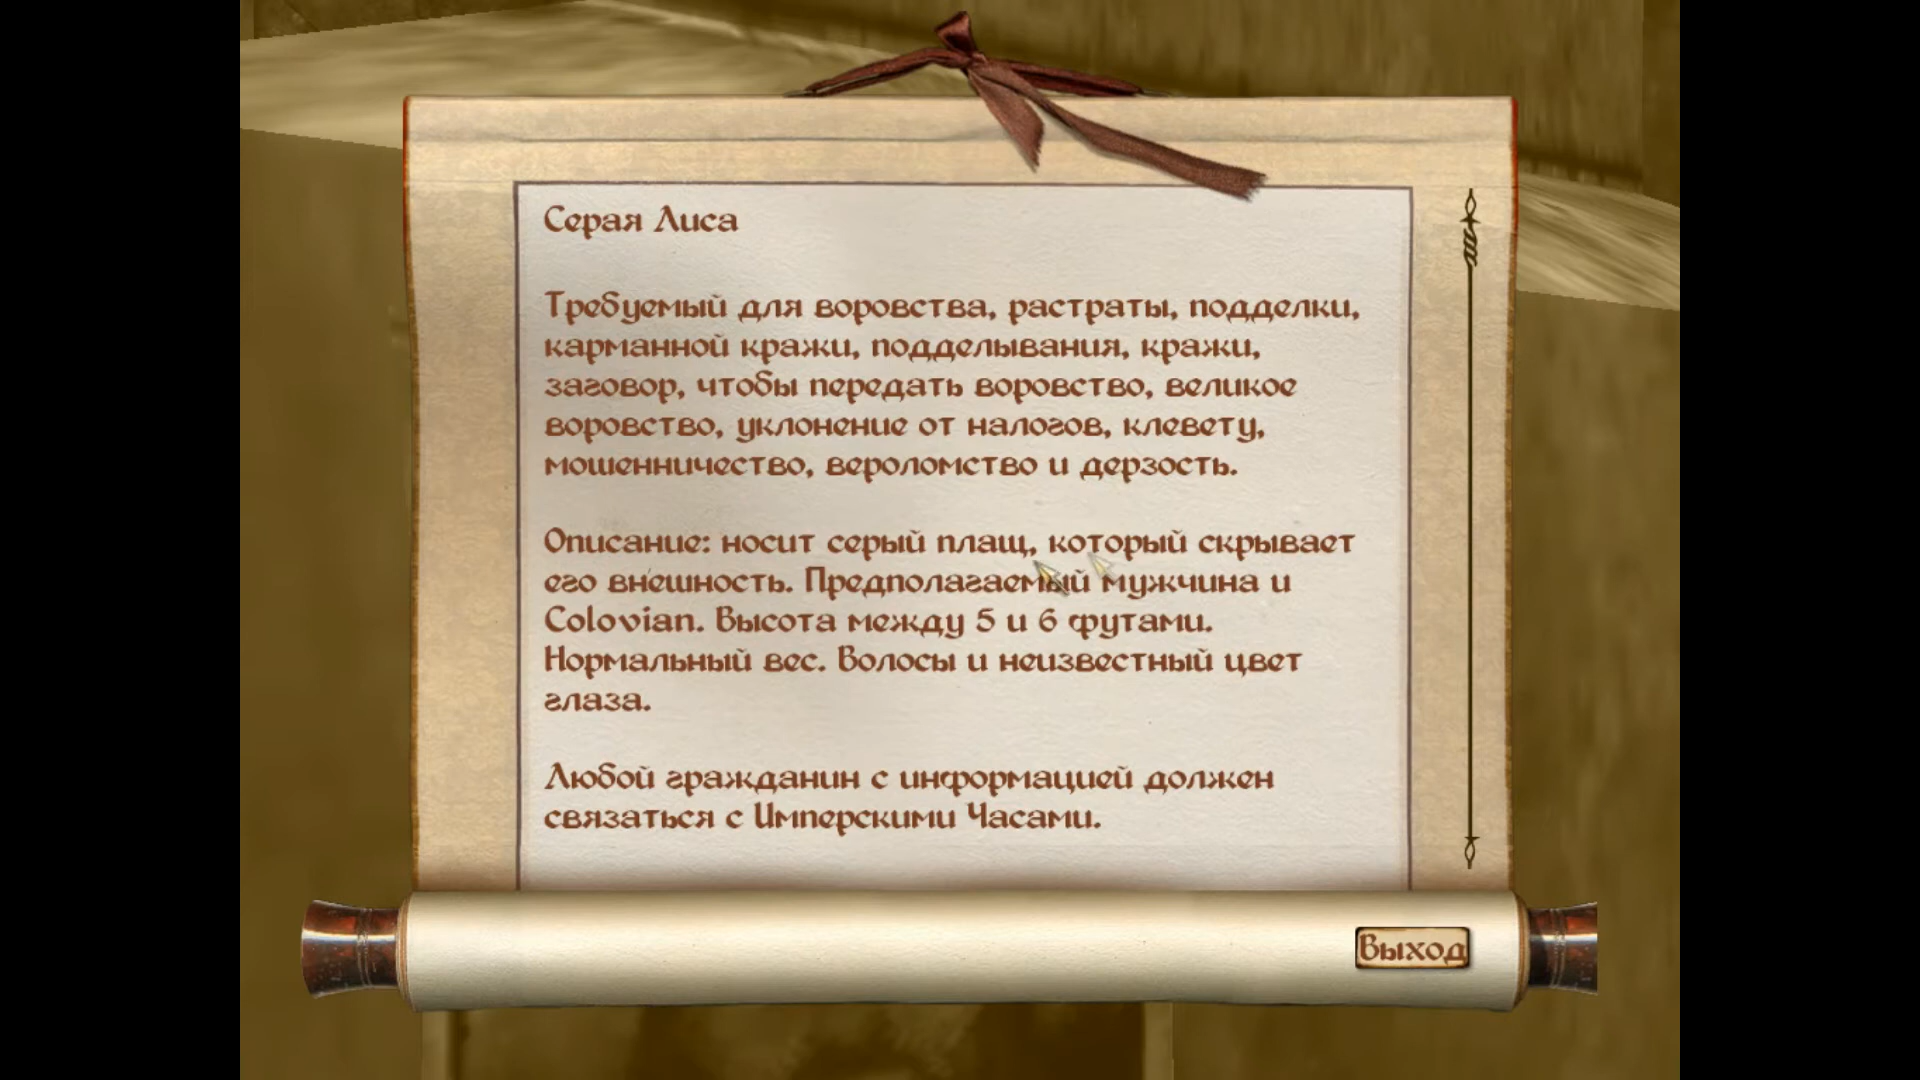 Серая Лиса
Требуемый для воровства, растраты, подделки,
карманной кражи, подделывания, кражи,
заговор, чтобы передать воровство, великое
воровство, уклонение от налогов, клевету,
мошенничество, вероломство и дерзость.
Описание: носит серый плащ, который скрывает
его внешность. Предполагаемый мужчина и
Colovian. Высота между 5 и 6 футами.
Нормальный вес. Волосы и неизвестный цвет
глаза.
Любой гражданин с информацией должен
связаться с Имперскими Часами.
Выход